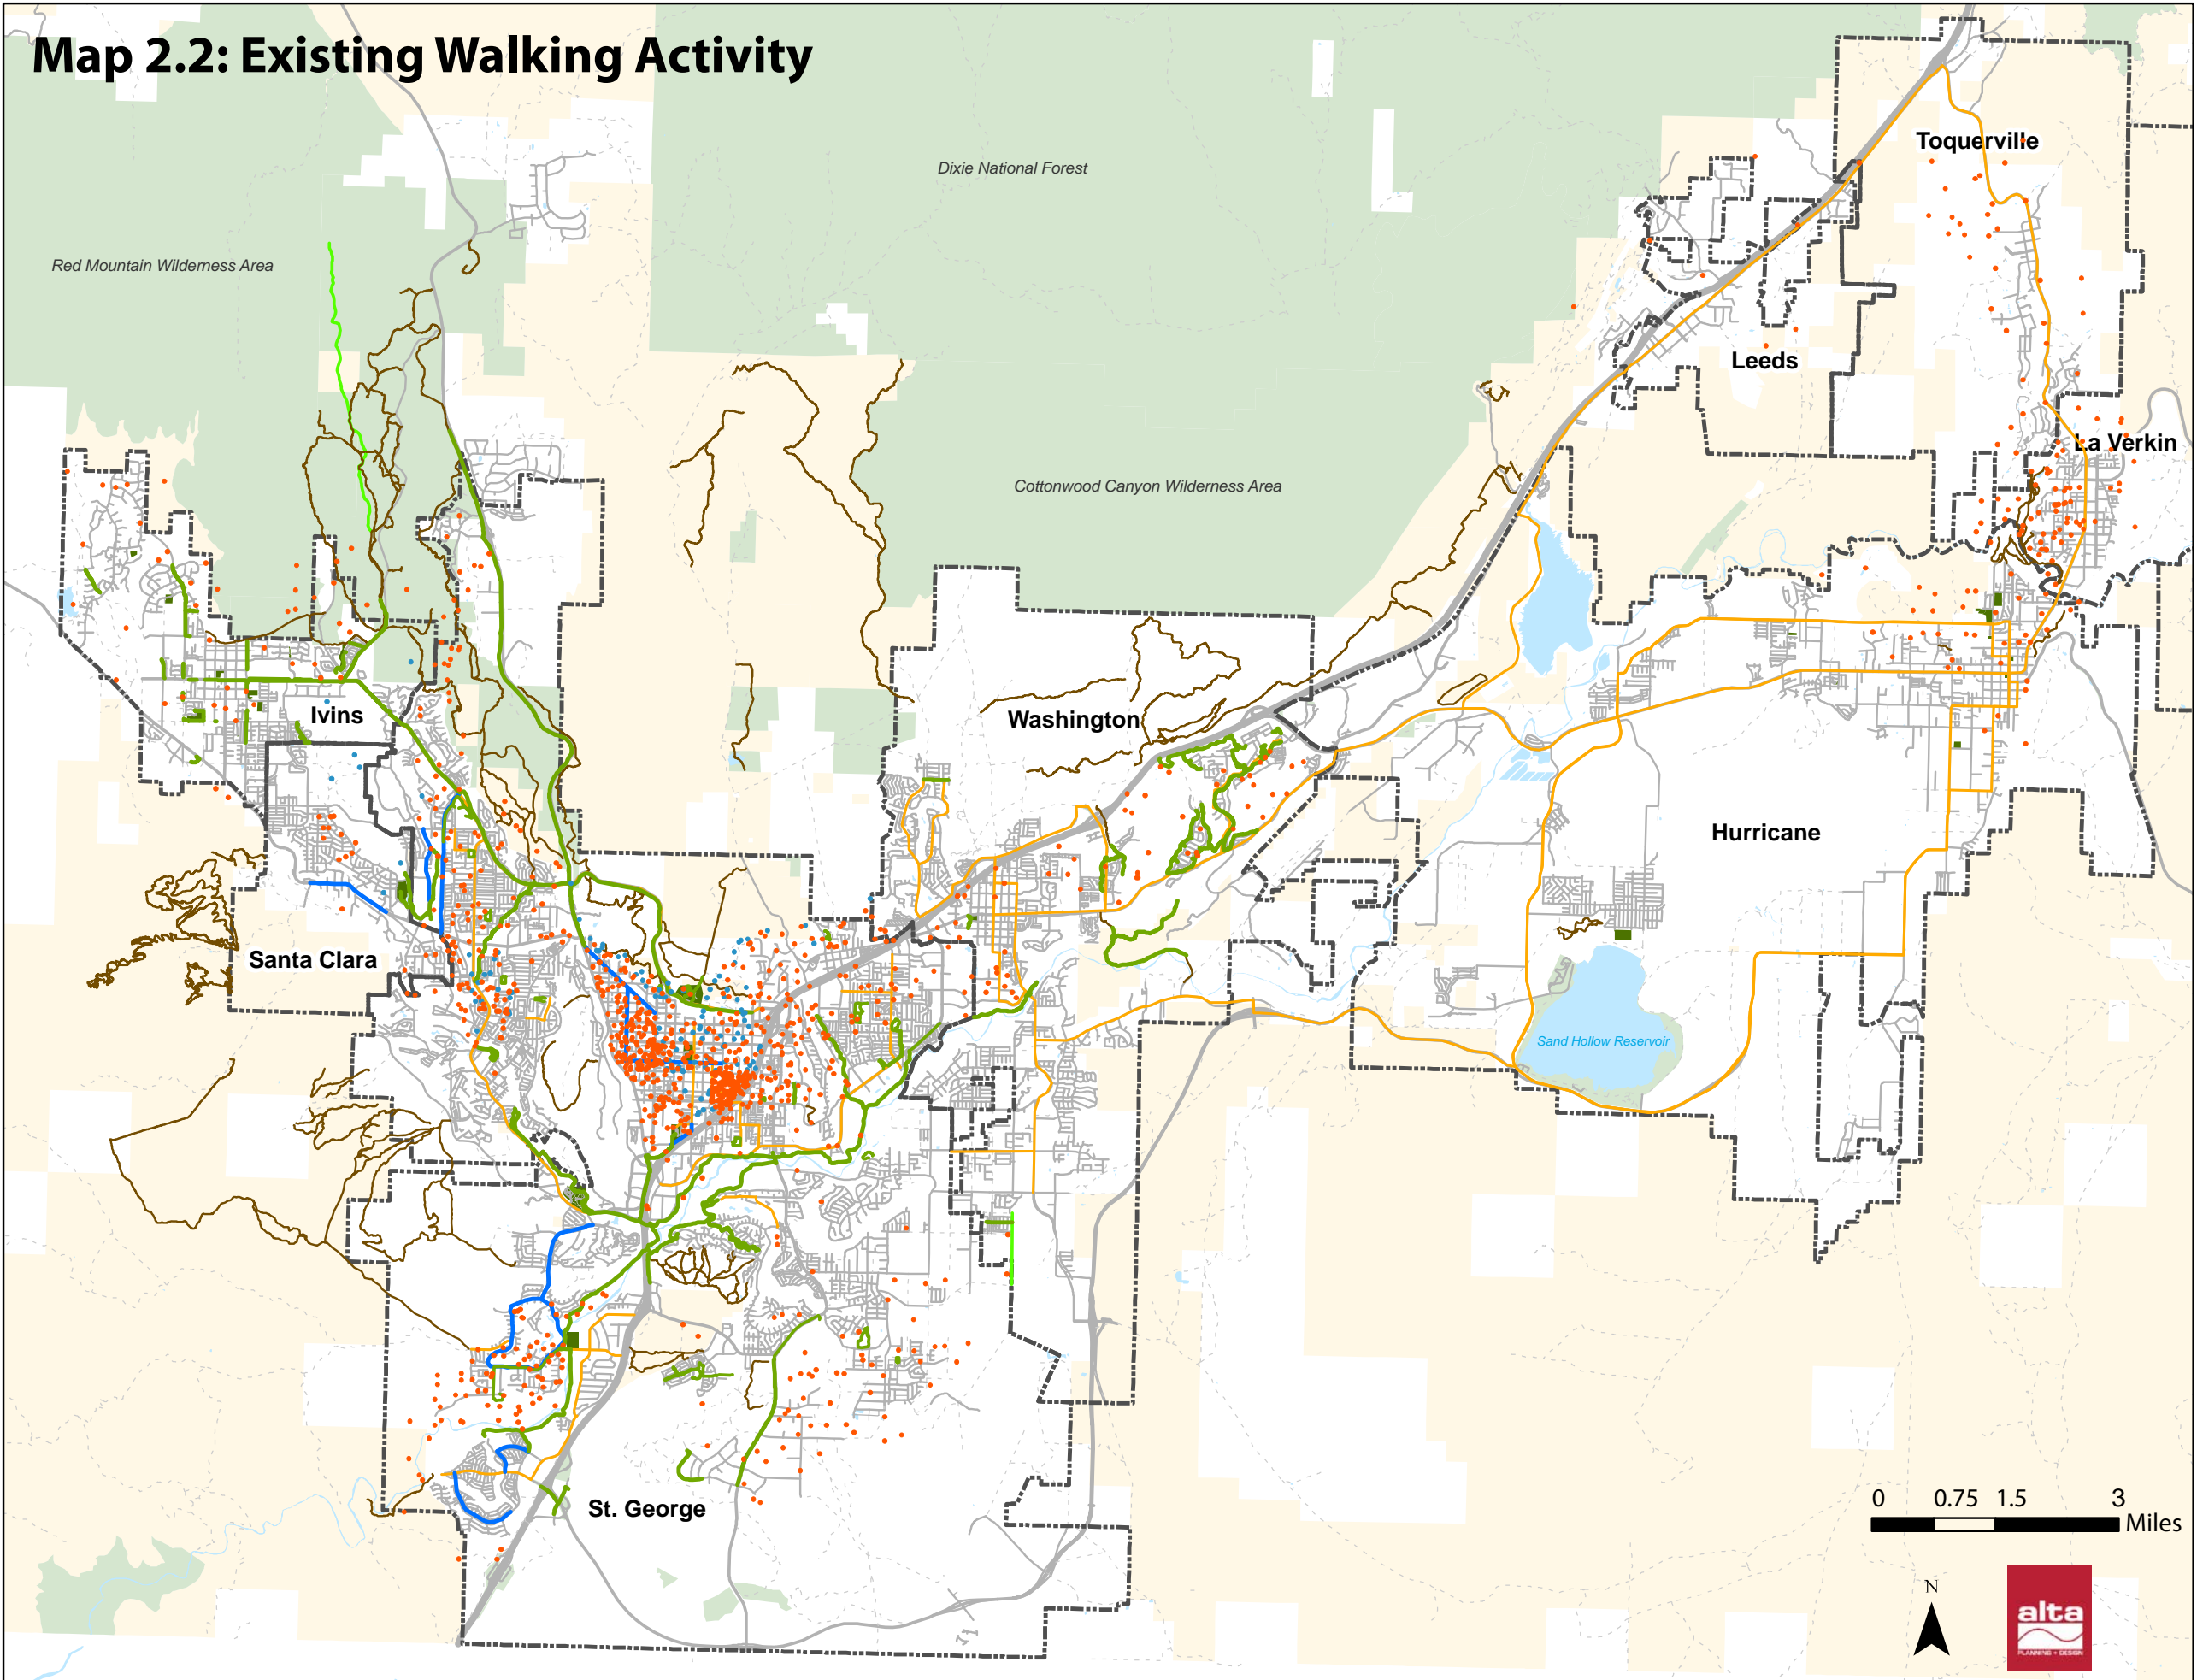 Map 2.2: Existing Walking Activity
Toquerville
Dixie National Forest
Red Mountain Wilderness Area
Leeds
La Verkin
Cottonwood Canyon Wilderness Area
Ivins
Washington
Hurricane
Santa Clara
Sand Hollow Reservoir
St. George
0 0.75 1.5 3
Miles
N
alta
PLANNING + DESIGN